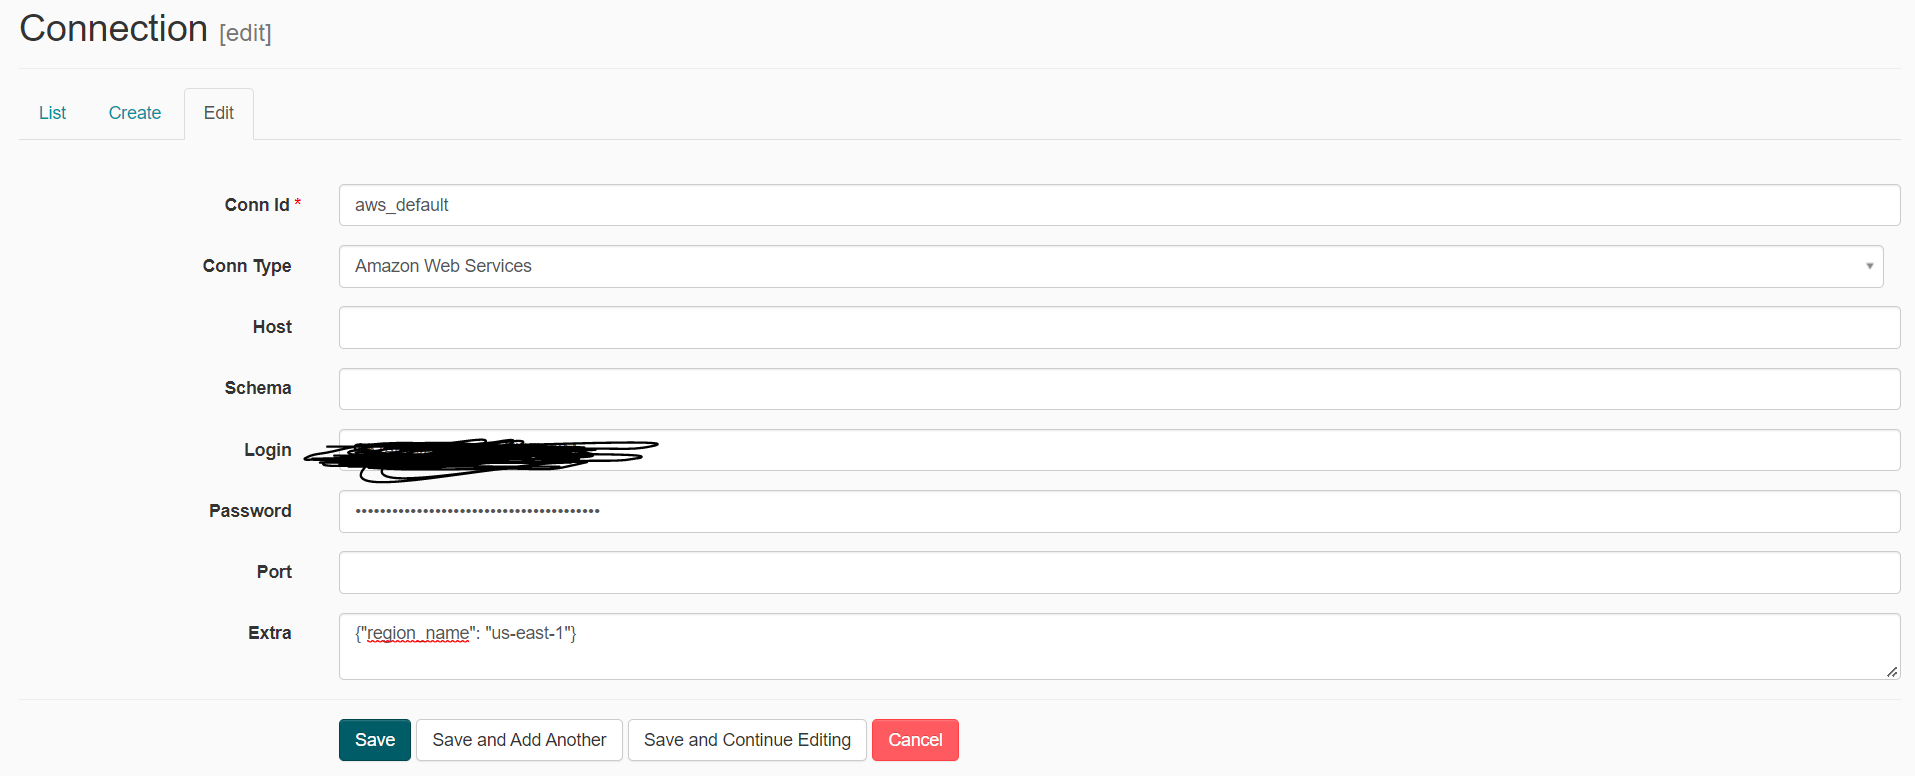 Connection [edit]
List Create Edit
Conn Id * aws_default
Conn Type Amazon Web Services
Host
Schema
Login
Password •••••••••••••••••••••••••••••••••••••••• 
Port
Extra {"region_name": "us-east-1"}
Save Save and Add Another Save and Continue Editing Cancel